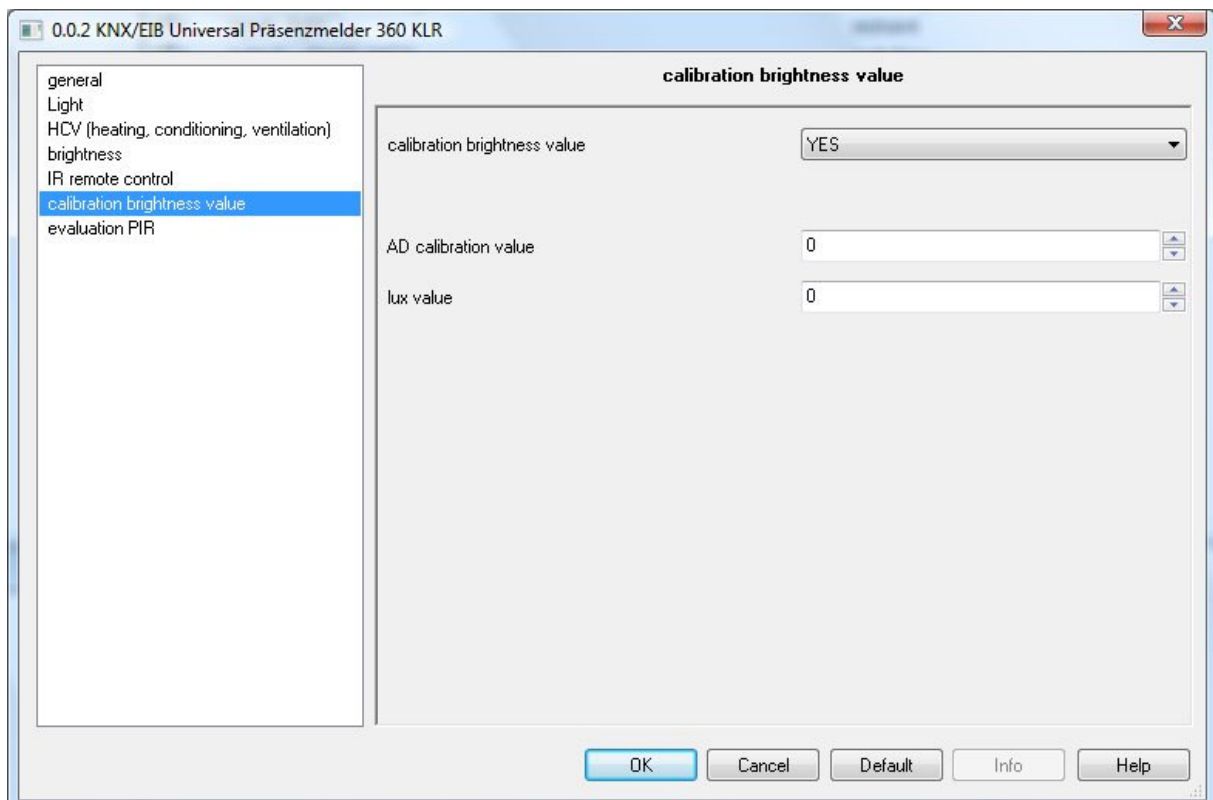 0.0.2 KNX/EIB Universal Präsenzmelder 360 KLR
general
Light
HCV (heating, conditioning, ventilation)
brightness
IR remote control
calibration brightness value
evaluation PIR
calibration brightness value
calibration brightness value YES
AD calibration value 0
lux value 0
OK Cancel Default Info Help